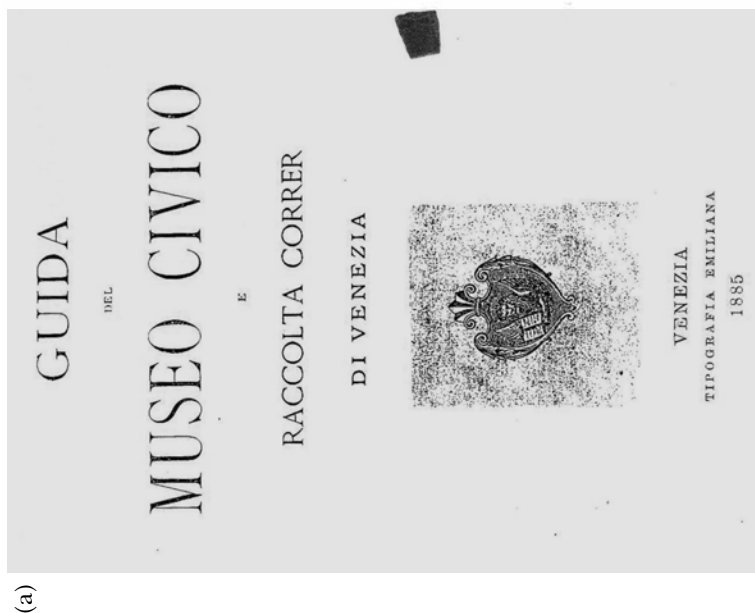 GUIDA
DEL
MUSEO CIVICO
E
RACCOLTA CORRER
DI VENEZIA
VENEZIA
TIPOGRAFIA EMILIANA
1885
(a)